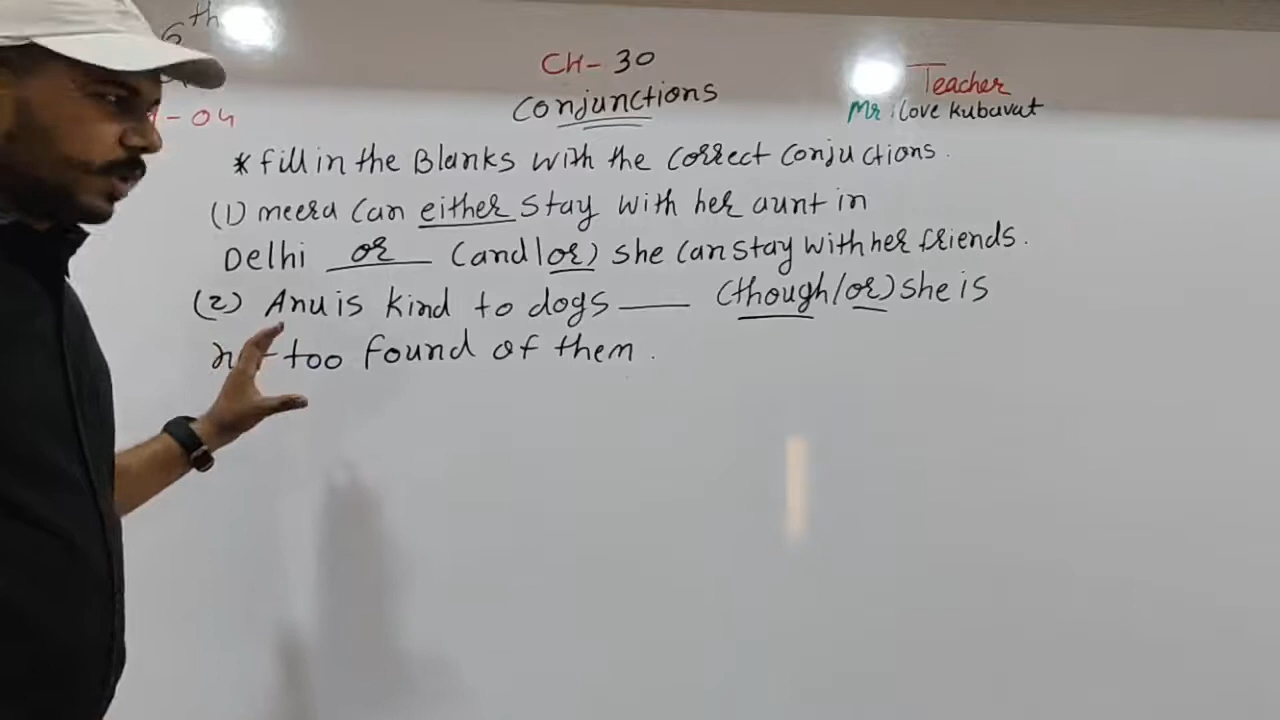 6th
CH- 30
Teacher
- 04
Conjunctions
Mr : love Kubavat
* fill in the Blanks with the correct conjuctions.
(1) meera can either stay with her aunt in
Delhi or (and/or) she can stay with her friends.
(2) Anu is kind to dogs ___ (though/or) she is
too found of them.